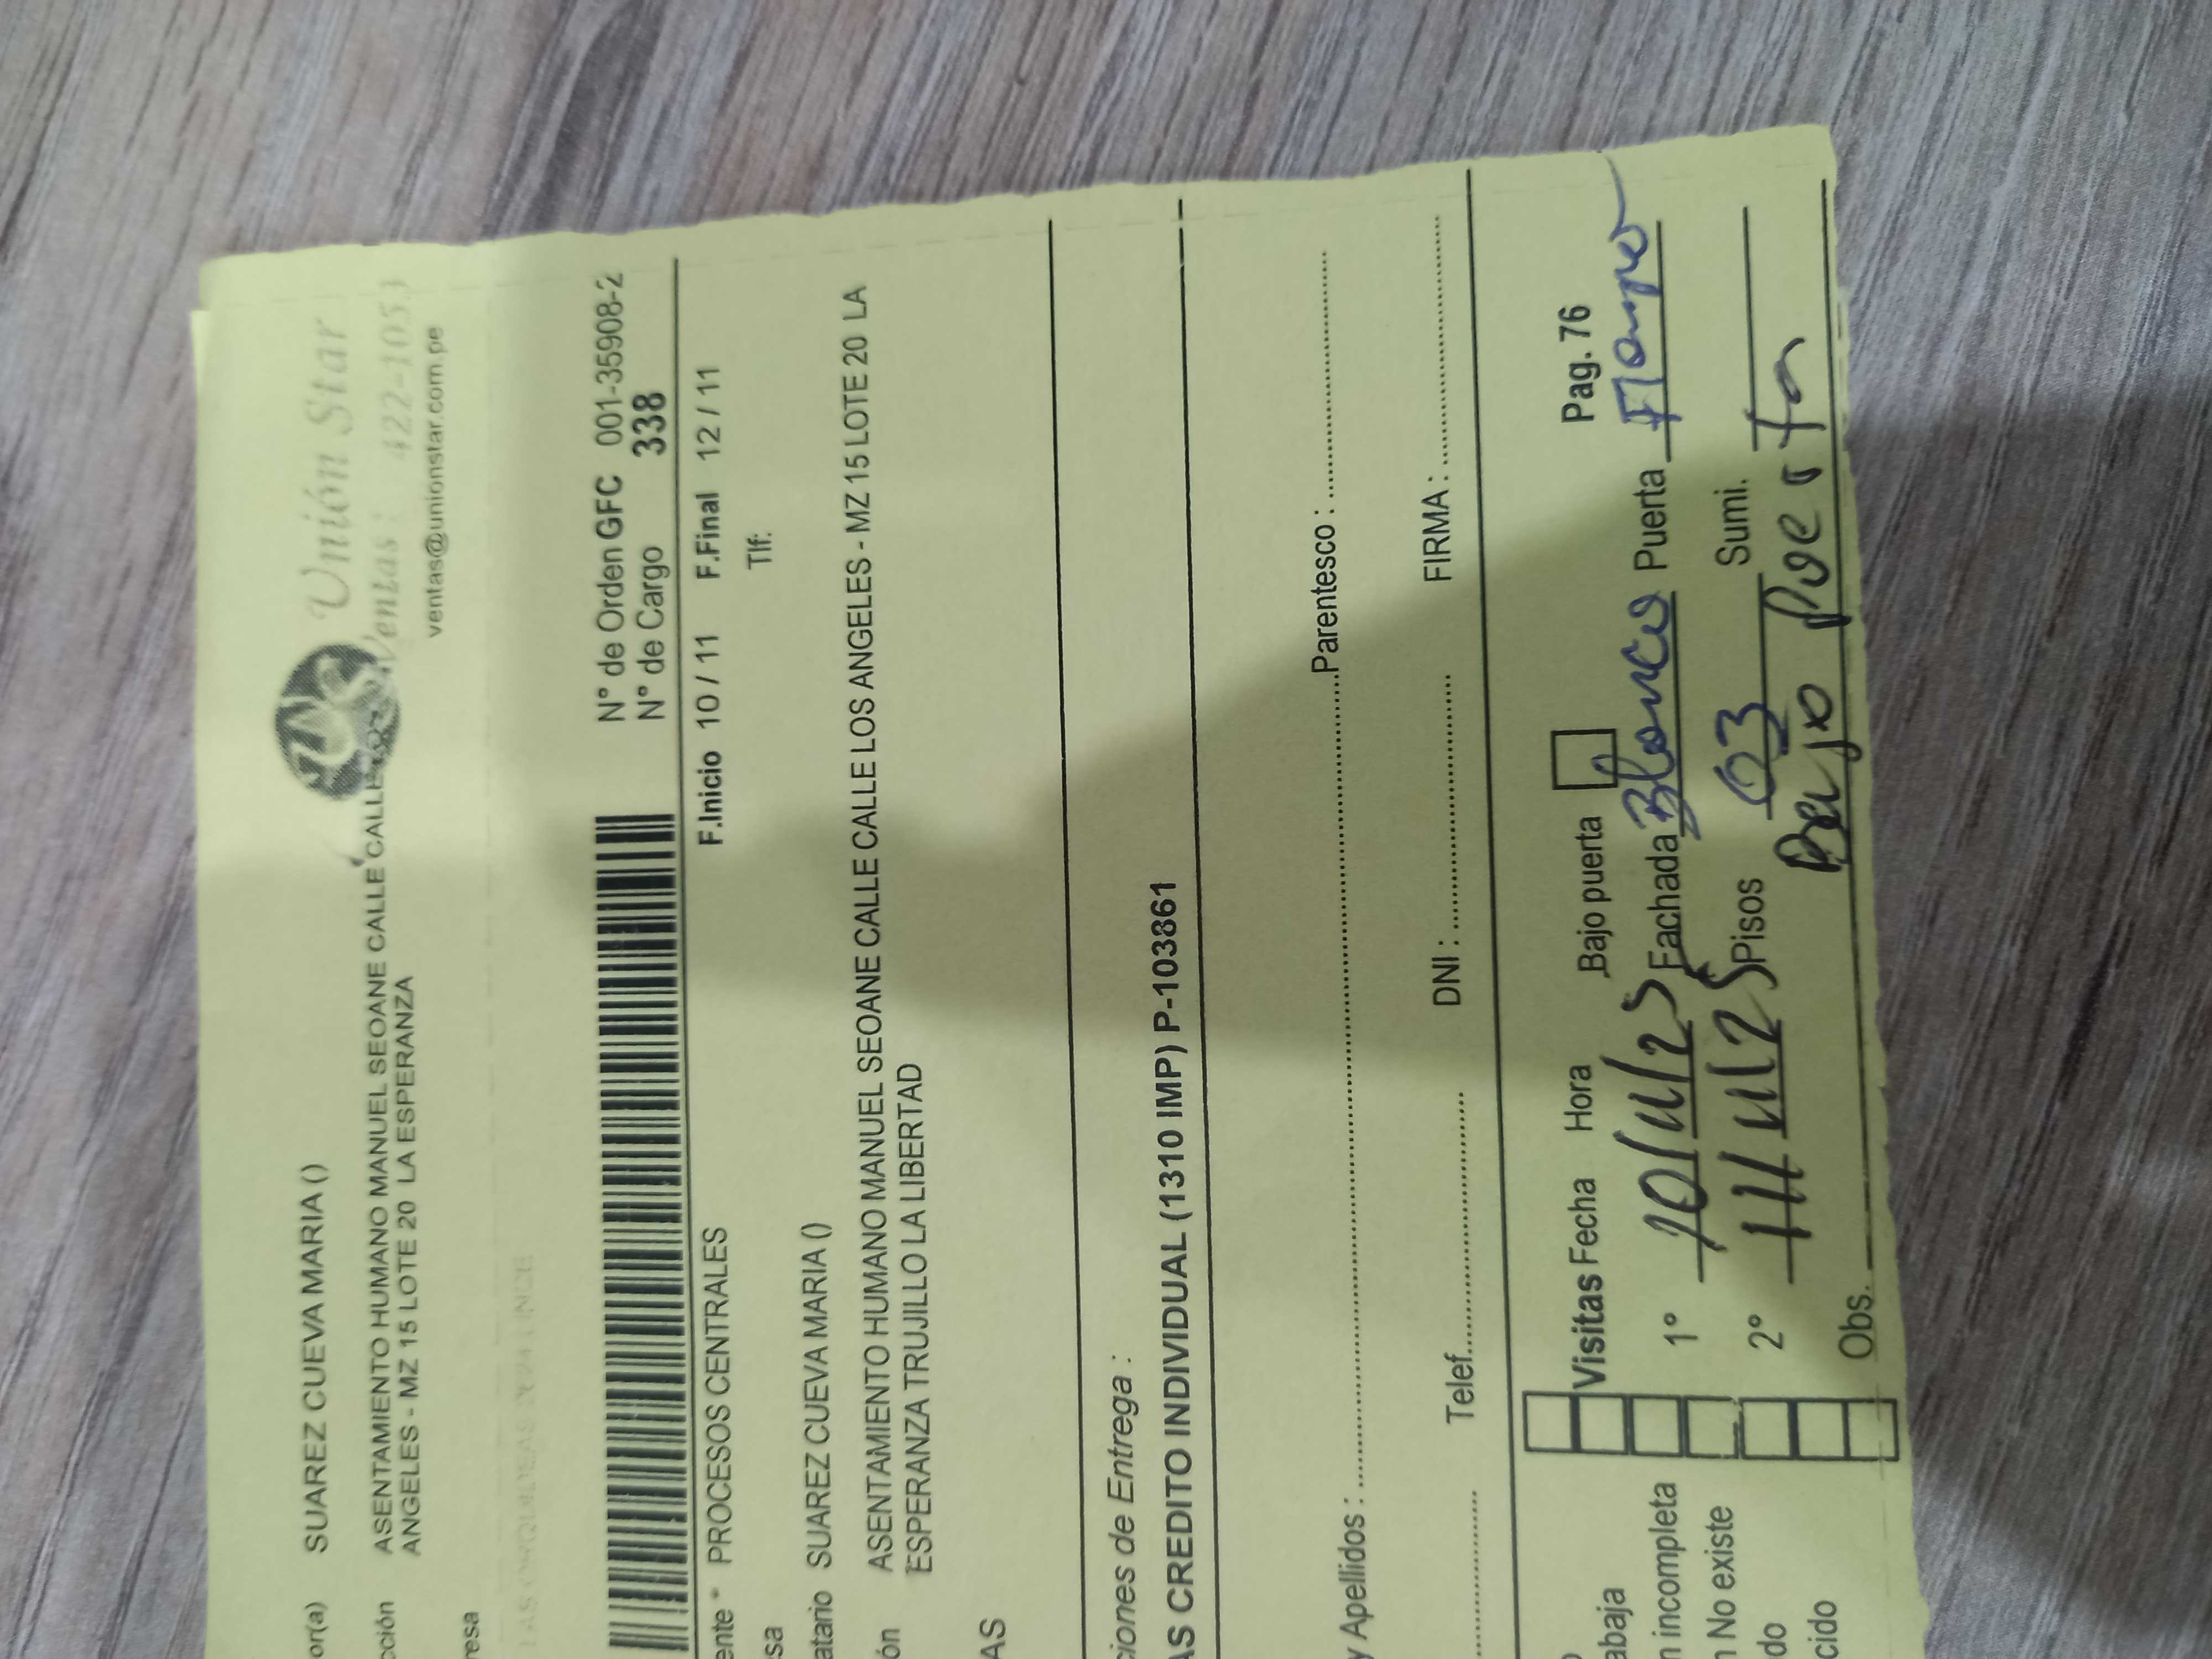 Unión Star
Ventas : 422-1053
ventas@unionstar.com.pe
or(a) SUAREZ CUEVA MARIA ()
cción ASENTAMIENTO HUMANO MANUEL SEOANE CALLE CALLE
ANGELES - MZ 15 LOTE 20 LA ESPERANZA
resa
N° de Orden GFC 001-35908-2
N° de Cargo 338
ente PROCESOS CENTRALES F.Inicio 10 / 11 F.Final 12 / 11
sa Tlf:
atario SUAREZ CUEVA MARIA ()
ón ASENTAMIENTO HUMANO MANUEL SEOANE CALLE CALLE LOS ANGELES - MZ 15 LOTE 20 LA
ESPERANZA TRUJILLO LA LIBERTAD
AS
ciones de Entrega :
AS CREDITO INDIVIDUAL (1310 IMP) P-103861
y Apellidos : Parentesco :
Telef. DNI : FIRMA :
Visitas Fecha Hora Bajo puerta Pag. 76
abaja
n incompleta 1° 10/11/25 Fachada Blanco Puerta
n No existe
do 2° 11/11/25 Pisos 03 Sumi.
cido Obs. Bajo Puerta